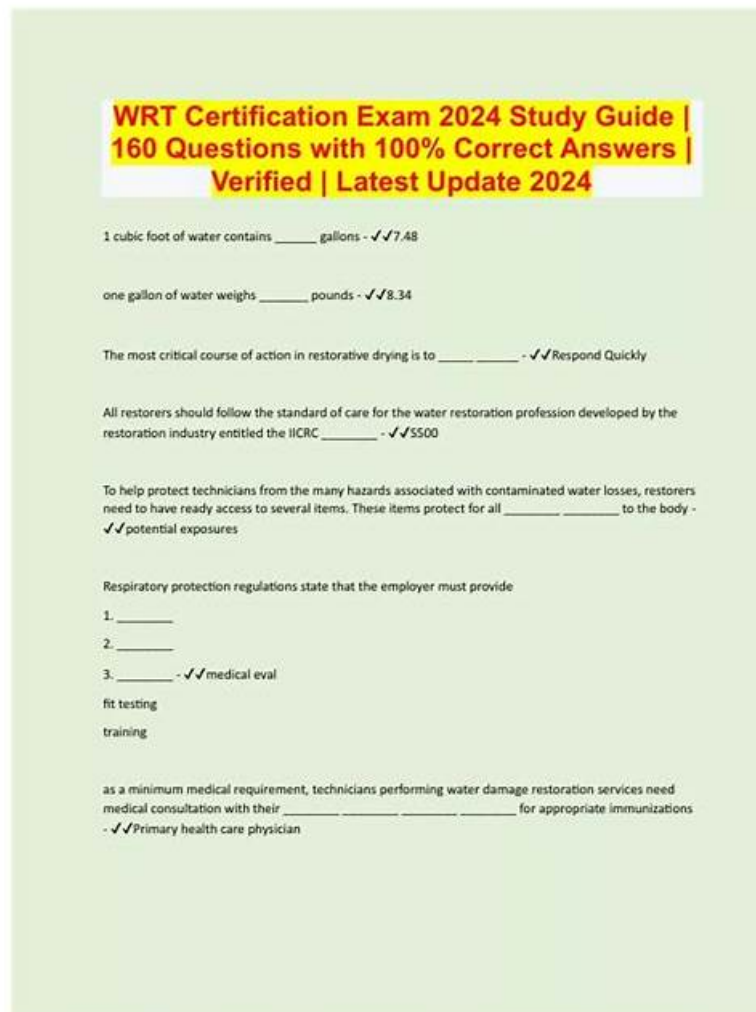 WRT Certification Exam 2024 Study Guide |
160 Questions with 100% Correct Answers |
Verified | Latest Update 2024
1 cubic foot of water contains ______ gallons - ✓✓7.48
one gallon of water weighs _______ pounds - ✓✓8.34
The most critical course of action in restorative drying is to _____ ______ - ✓✓Respond Quickly
All restorers should follow the standard of care for the water restoration profession developed by the
restoration industry entitled the IICRC ________ - ✓✓S500
To help protect technicians from the many hazards associated with contaminated water losses, restorers
need to have ready access to several items. These items protect for all ________ ________ to the body -
✓✓potential exposures
Respiratory protection regulations state that the employer must provide
1. ________
2. ________
3. ________ - ✓✓medical eval
fit testing
training
as a minimum medical requirement, technicians performing water damage restoration services need
medical consultation with their ________ ________ ________ ________ for appropriate immunizations
- ✓✓Primary health care physician